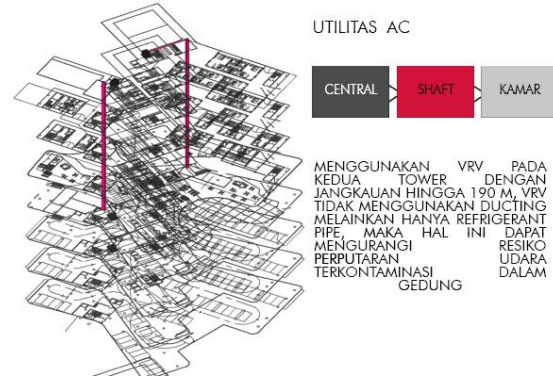 UTILITAS AC
CENTRAL SHAFT KAMAR
MENGGUNAKAN VRV PADA
KEDUA TOWER DENGAN
JANGKAUAN HINGGA 190 M, VRV
TIDAK MENGGUNAKAN DUCTING
MELAINKAN HANYA REFRIGERANT
PIPE, MAKA HAL INI DAPAT
MENGURANGI RESIKO
PERPUTARAN UDARA
TERKONTAMINASI DALAM
GEDUNG